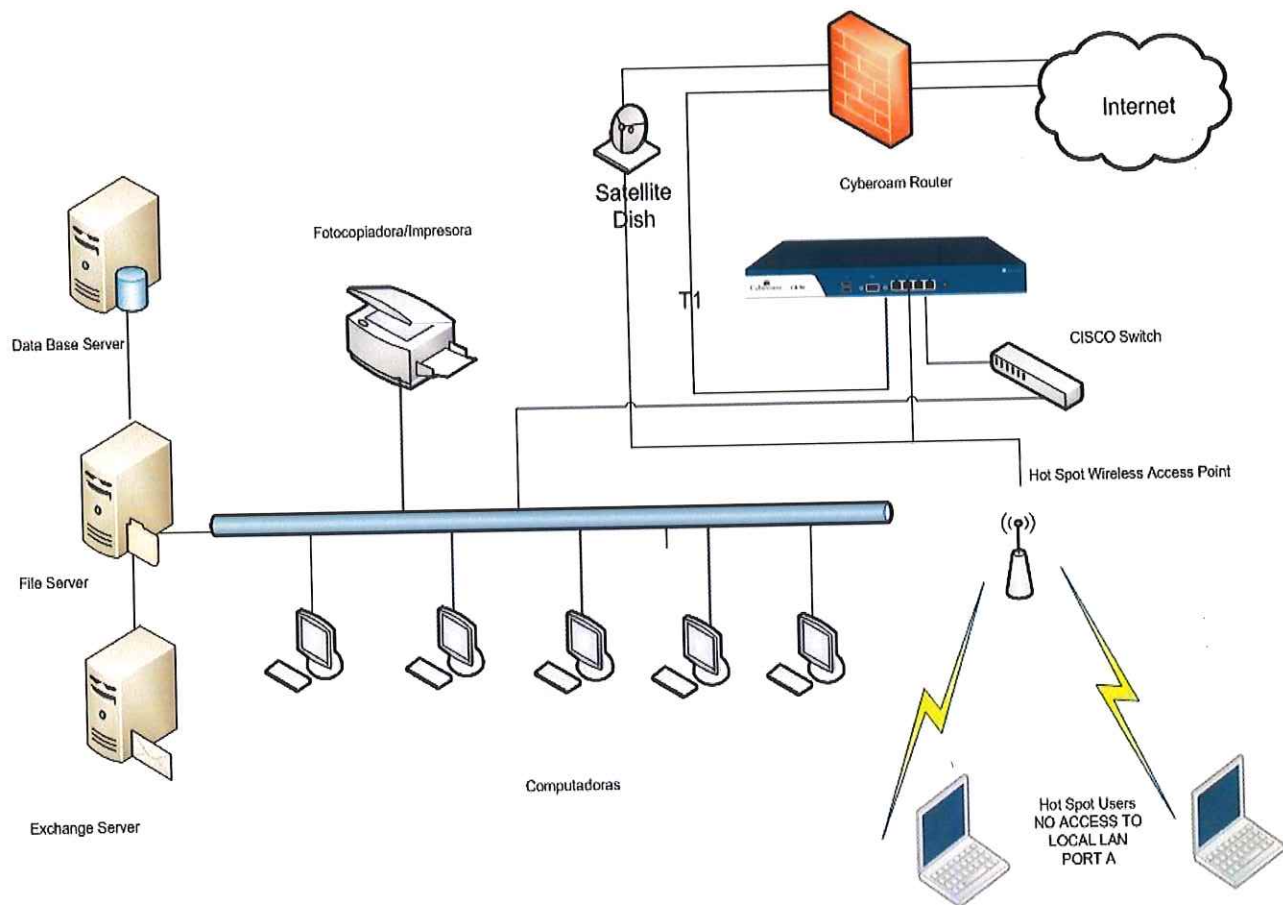 Internet
Cyberoam Router
Satellite
Dish
Fotocopiadora/Impresora
T1
Cyberoam
CISCO Switch
Data Base Server
Hot Spot Wireless Access Point
File Server
Computadoras
Hot Spot Users
NO ACCESS TO
LOCAL LAN
PORT A
Exchange Server